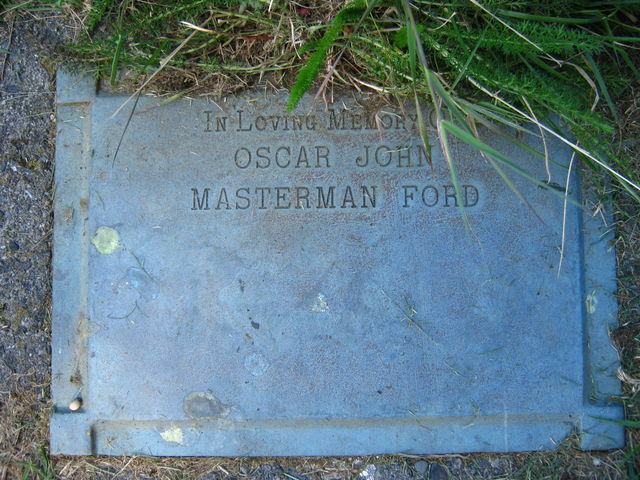 In Loving Memory O
OSCAR JOHN
MASTERMAN FORD